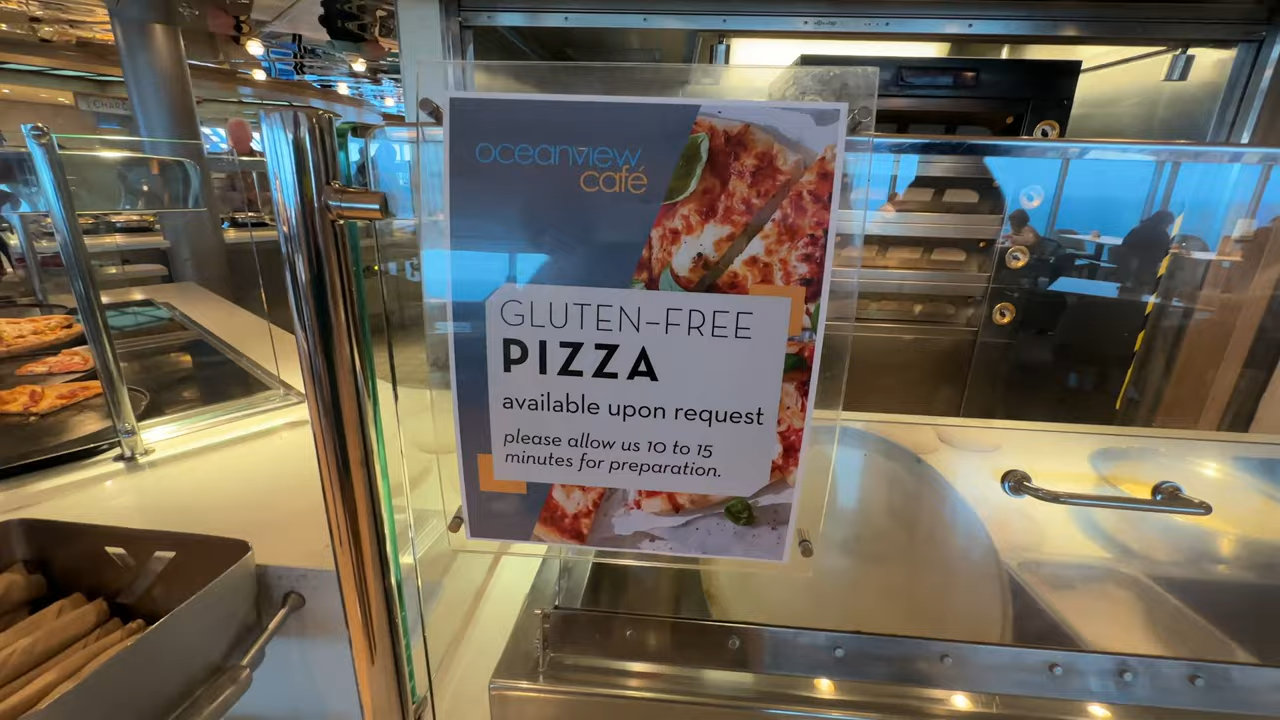 oceanview
café
GLUTEN-FREE
PIZZA
available upon request
please allow us 10 to 15
minutes for preparation.